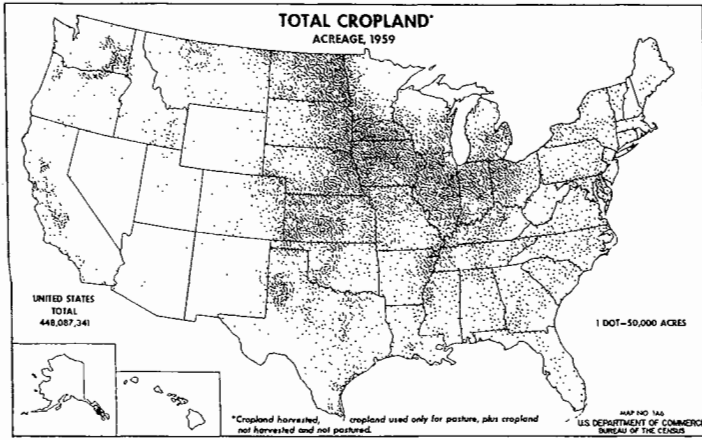 TOTAL CROPLAND*
ACREAGE, 1959
UNITED STATES
TOTAL
448,087,341
1 DOT—50,000 ACRES
*Cropland harvested, cropland used only for pasture, plus cropland
not harvested and not pastured.
MAP NO 1A6
U.S. DEPARTMENT OF COMMERCE
BUREAU OF THE CENSUS